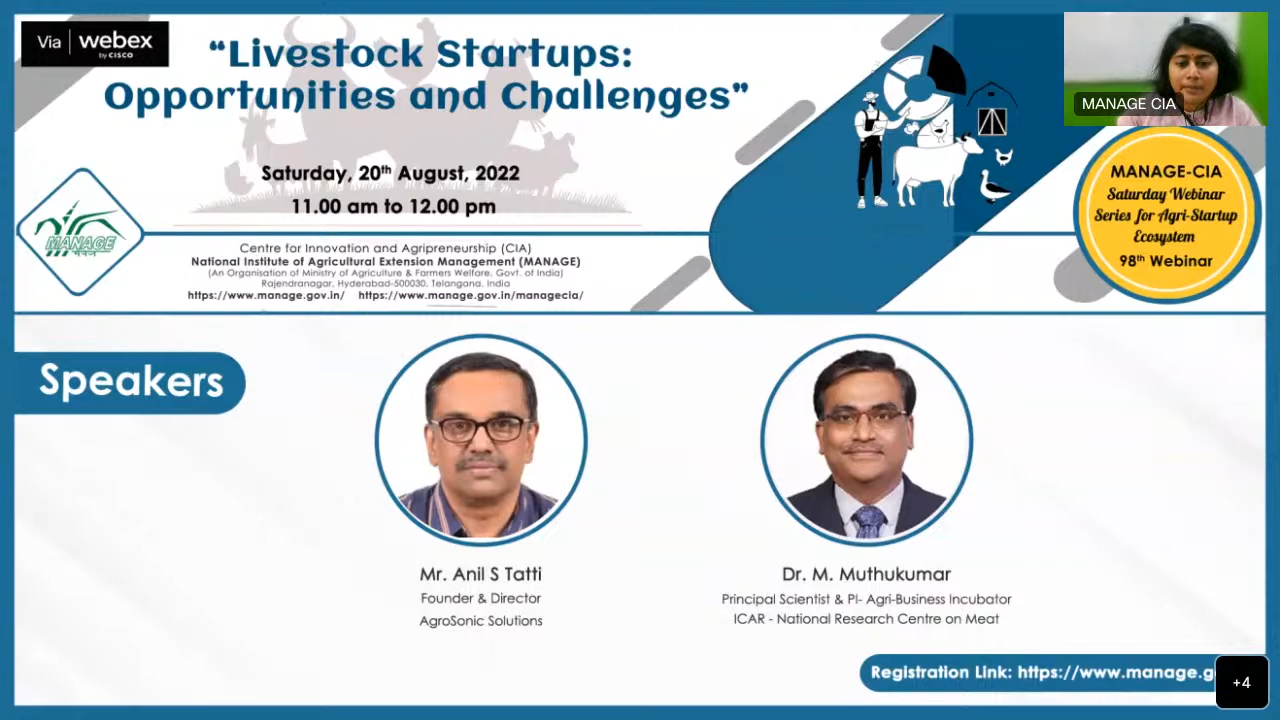 Via | webex
by CISCO
"Livestock Startups:
Opportunities and Challenges"
Saturday, 20th August, 2022
11.00 am to 12.00 pm
MANAGE
मैनेज
Centre for Innovation and Agripreneurship (CIA)
National Institute of Agricultural Extension Management (MANAGE)
(An Organisation of Ministry of Agriculture & Farmers Welfare, Govt. of India)
Rajendranagar, Hyderabad-500030, Telangana, India
https://www.manage.gov.in/ https://www.manage.gov.in/managecia/
MANAGE CIA
MANAGE-CIA
Saturday Webinar
Series for Agri-Startup
Ecosystem
98th Webinar
Speakers
Mr. Anil S Tatti
Founder & Director
AgroSonic Solutions
Dr. M. Muthukumar
Principal Scientist & PI- Agri-Business Incubator
ICAR - National Research Centre on Meat
Registration Link: https://www.manage.g
+4